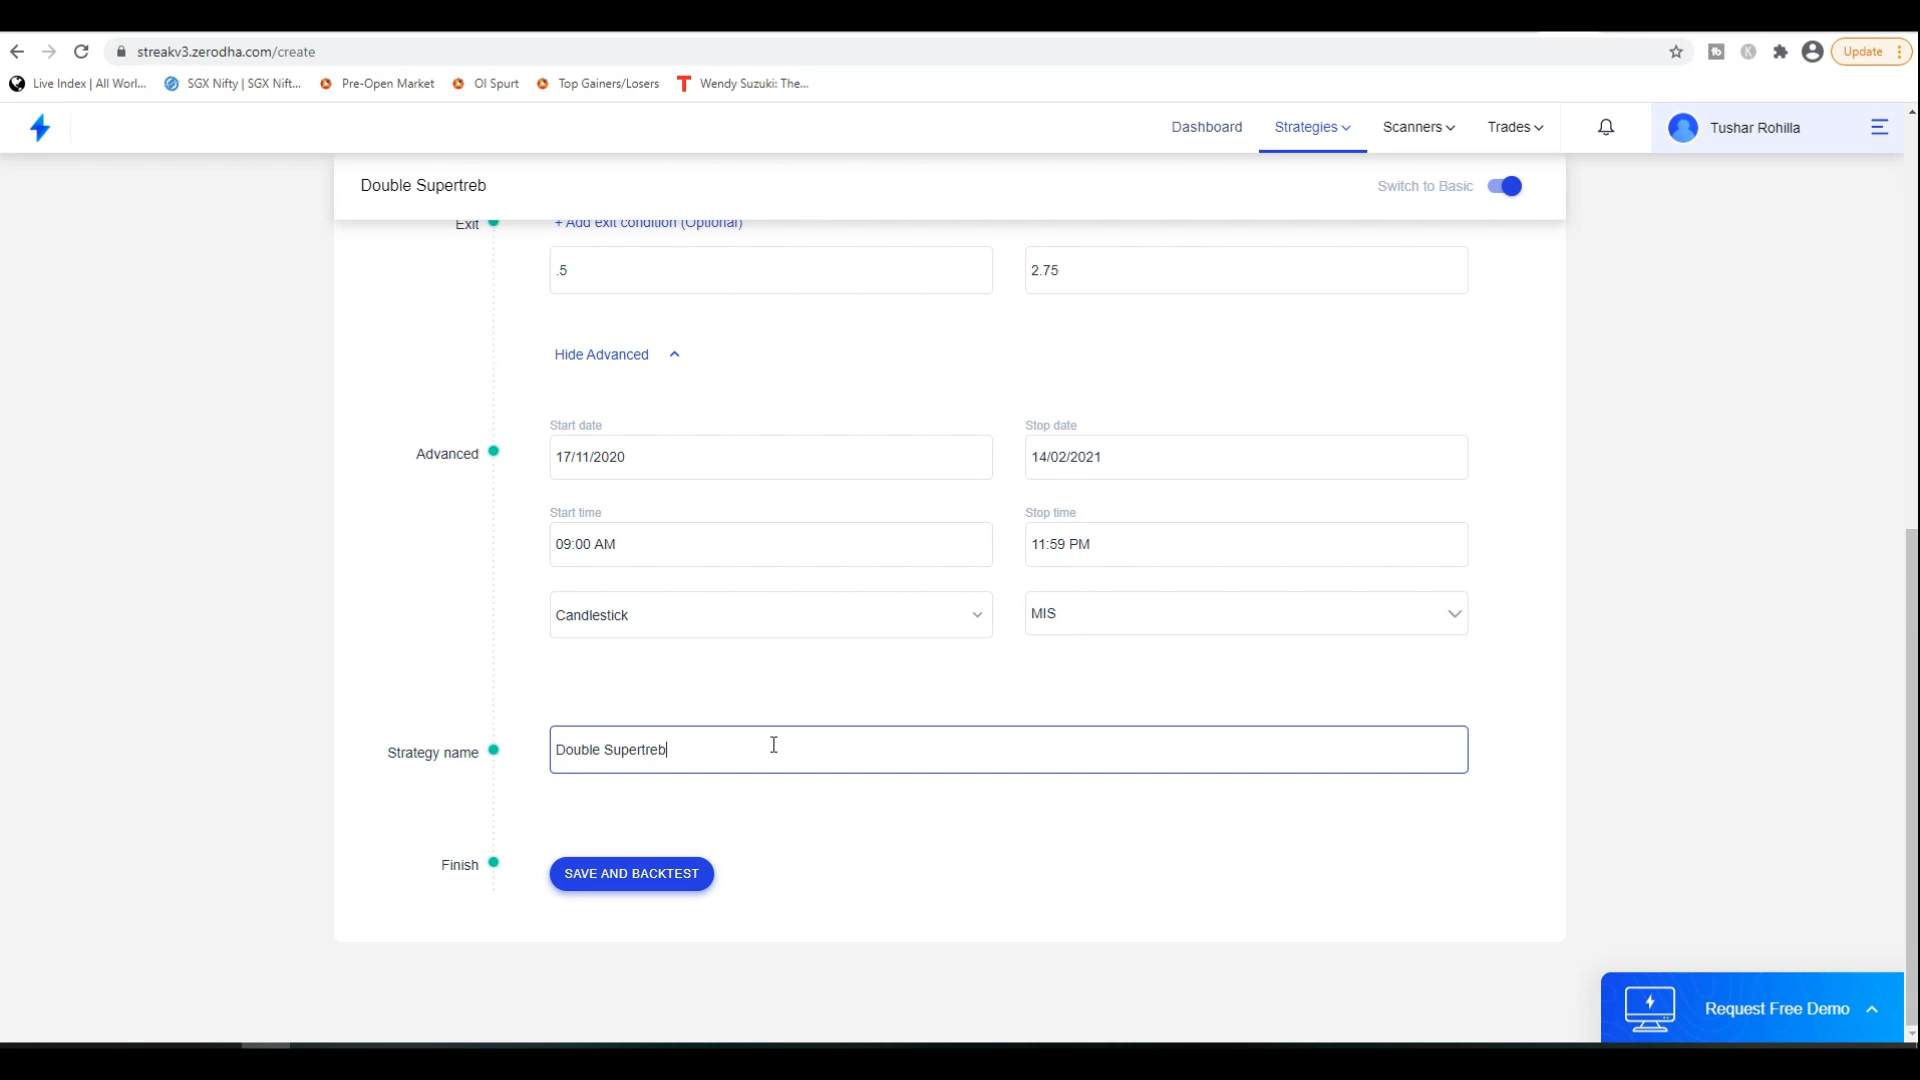 streakv3.zerodha.com/create
Update
Live Index | All Worl...
SGX Nifty | SGX Nift...
Pre-Open Market
OI Spurt
Top Gainers/Losers
Wendy Suzuki: The...
Dashboard
Strategies
Scanners
Trades
Tushar Rohilla
Double Supertreb
Switch to Basic
Exit
+ Add exit condition (Optional)
.5
2.75
Hide Advanced
Start date
Stop date
Advanced
17/11/2020
14/02/2021
Start time
Stop time
09:00 AM
11:59 PM
Candlestick
MIS
Strategy name
Double Supertreb
Finish
SAVE AND BACKTEST
Request Free Demo